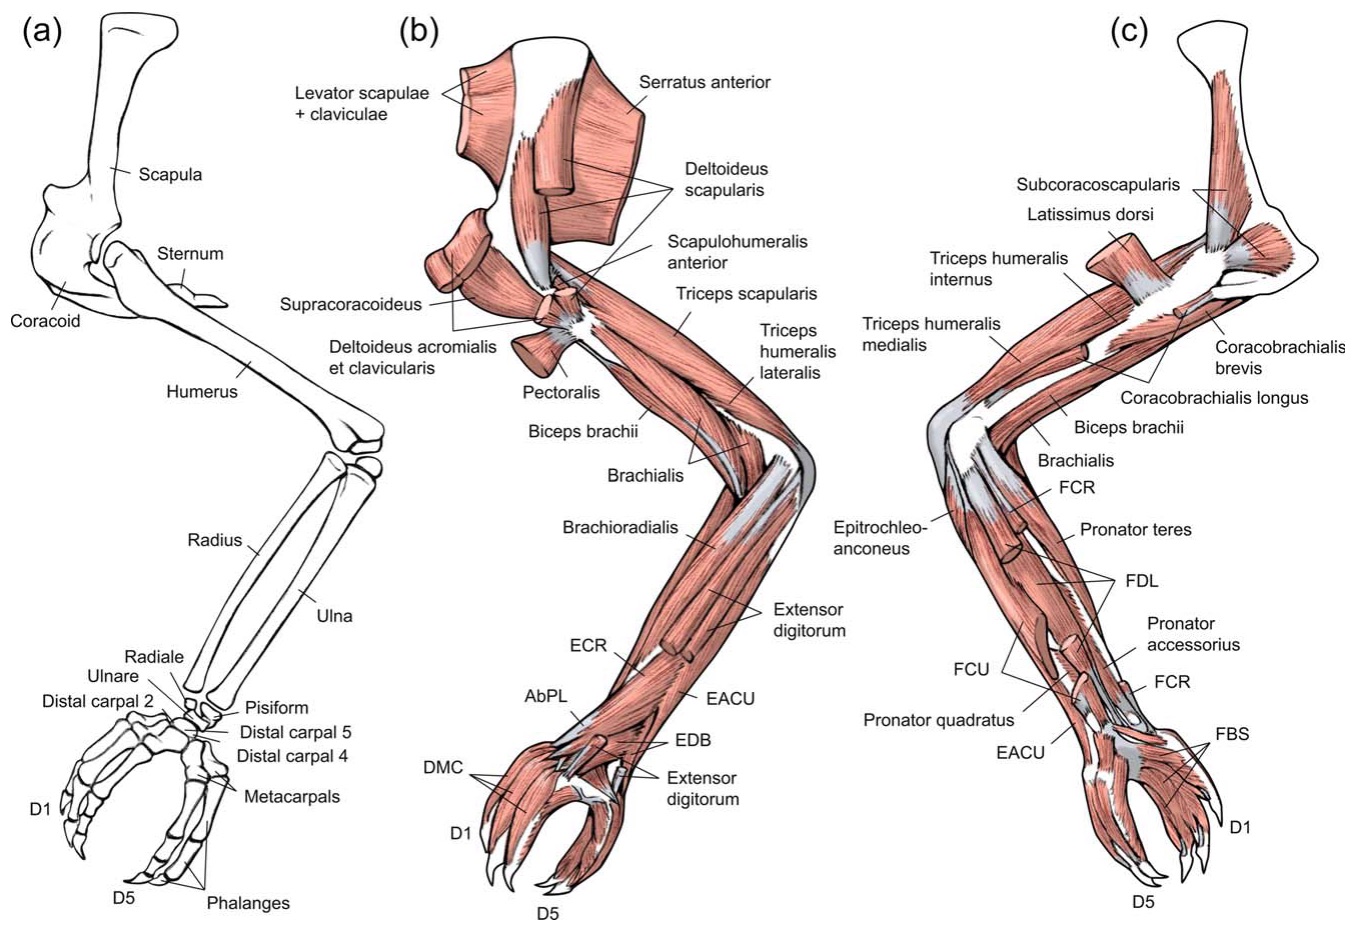 (a)
Scapula
Sternum
Coracoid
Humerus
Radius
Ulna
Radiale
Ulnare
Distal carpal 2
Pisiform
Distal carpal 5
Distal carpal 4
Metacarpals
D1
D5
Phalanges
(b)
Levator scapulae
+ claviculae
Serratus anterior
Deltoideus
scapularis
Scapulohumeralis
anterior
Supracoracoideus
Triceps scapularis
Deltoideus acromialis
et clavicularis
Triceps
humeralis
lateralis
Pectoralis
Biceps brachii
Brachialis
Brachioradialis
Extensor
digitorum
ECR
AbPL
EACU
EDB
DMC
Extensor
digitorum
D1
D5
(c)
Subcoracoscapularis
Latissimus dorsi
Triceps humeralis
internus
Triceps humeralis
medialis
Coracobrachialis
brevis
Coracobrachialis longus
Biceps brachii
Brachialis
FCR
Epitrochleo-
anconeus
Pronator teres
FDL
Pronator
accessorius
FCU
FCR
Pronator quadratus
EACU
FBS
D1
D5